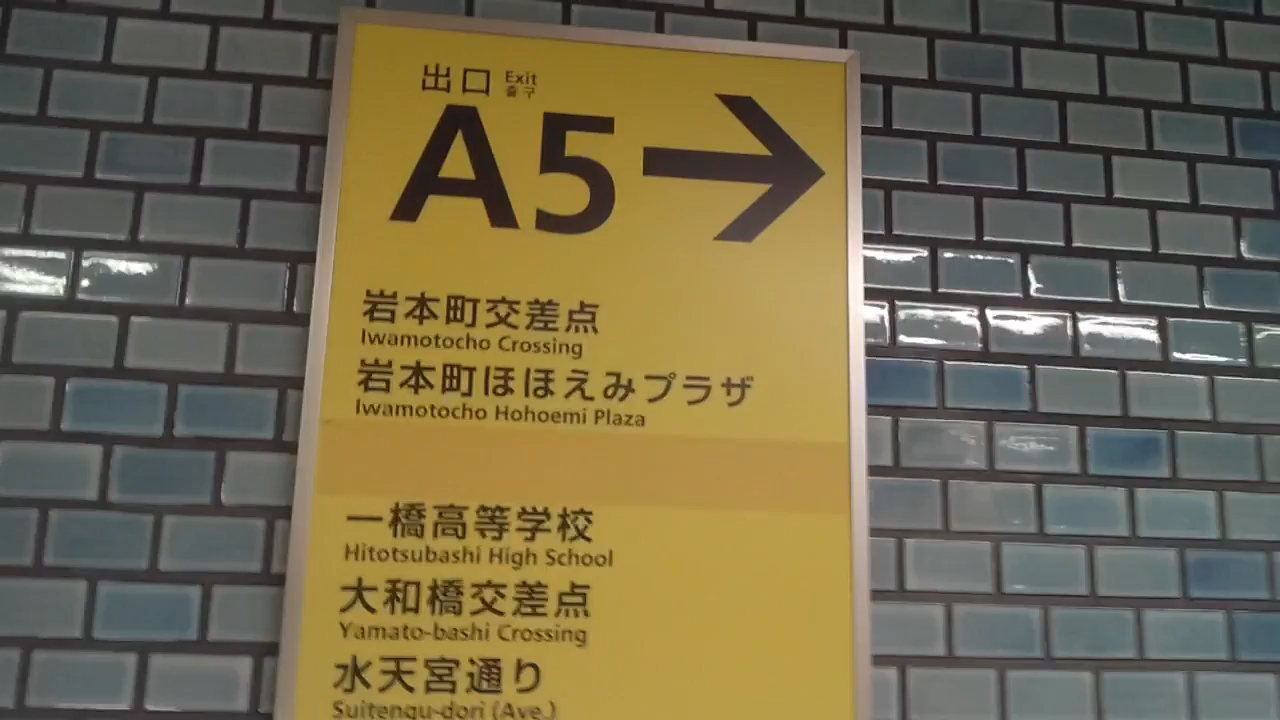 出口 Exit
출구
A5
岩本町交差点
Iwamotocho Crossing
岩本町ほほえみプラザ
Iwamotocho Hohoemi Plaza
一橋高等学校
Hitotsubashi High School
大和橋交差点
Yamato-bashi Crossing
水天宮通り
Suitengu-dori (Ave.)